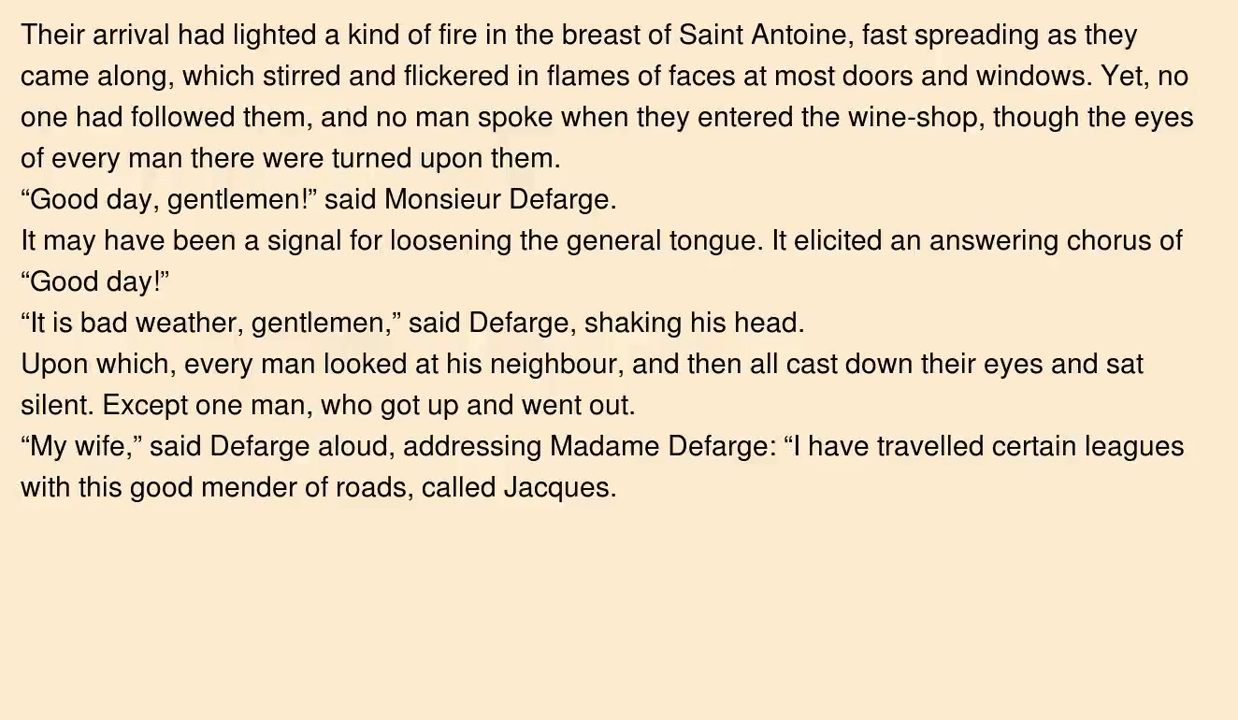 Their arrival had lighted a kind of fire in the breast of Saint Antoine, fast spreading as they
came along, which stirred and flickered in flames of faces at most doors and windows. Yet, no
one had followed them, and no man spoke when they entered the wine-shop, though the eyes
of every man there were turned upon them.
“Good day, gentlemen!” said Monsieur Defarge.
It may have been a signal for loosening the general tongue. It elicited an answering chorus of
“Good day!”
“It is bad weather, gentlemen,” said Defarge, shaking his head.
Upon which, every man looked at his neighbour, and then all cast down their eyes and sat
silent. Except one man, who got up and went out.
“My wife,” said Defarge aloud, addressing Madame Defarge: “I have travelled certain leagues
with this good mender of roads, called Jacques.